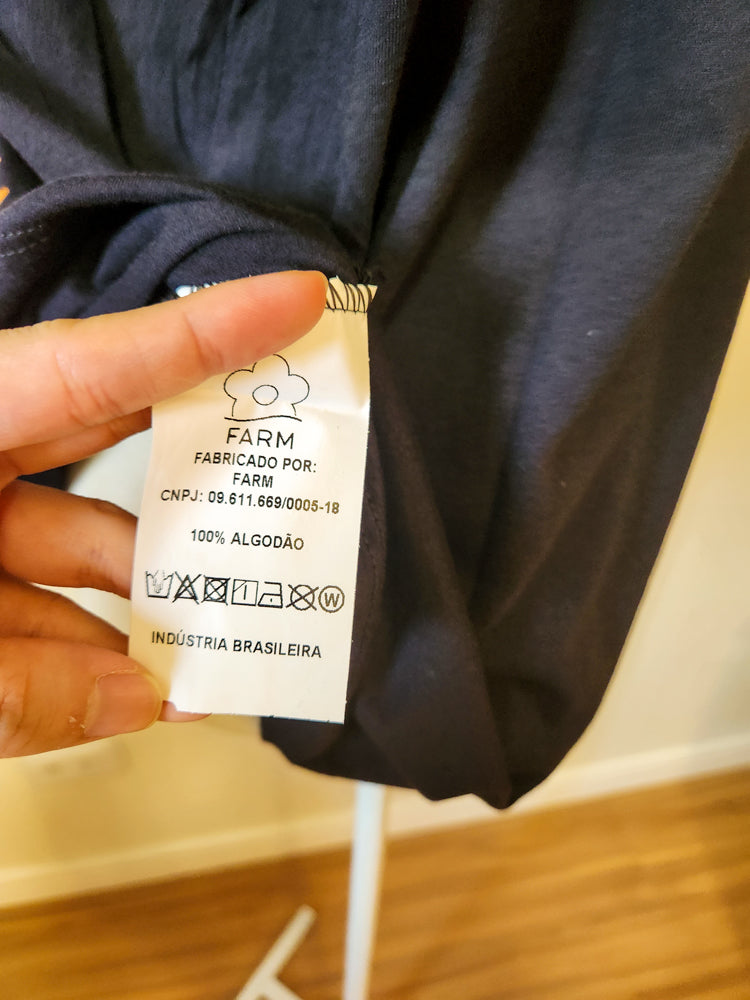 FARM
FABRICADO POR:
FARM
CNPJ: 09.611.669/0005-18
100% ALGODÃO
W
INDÚSTRIA BRASILEIRA